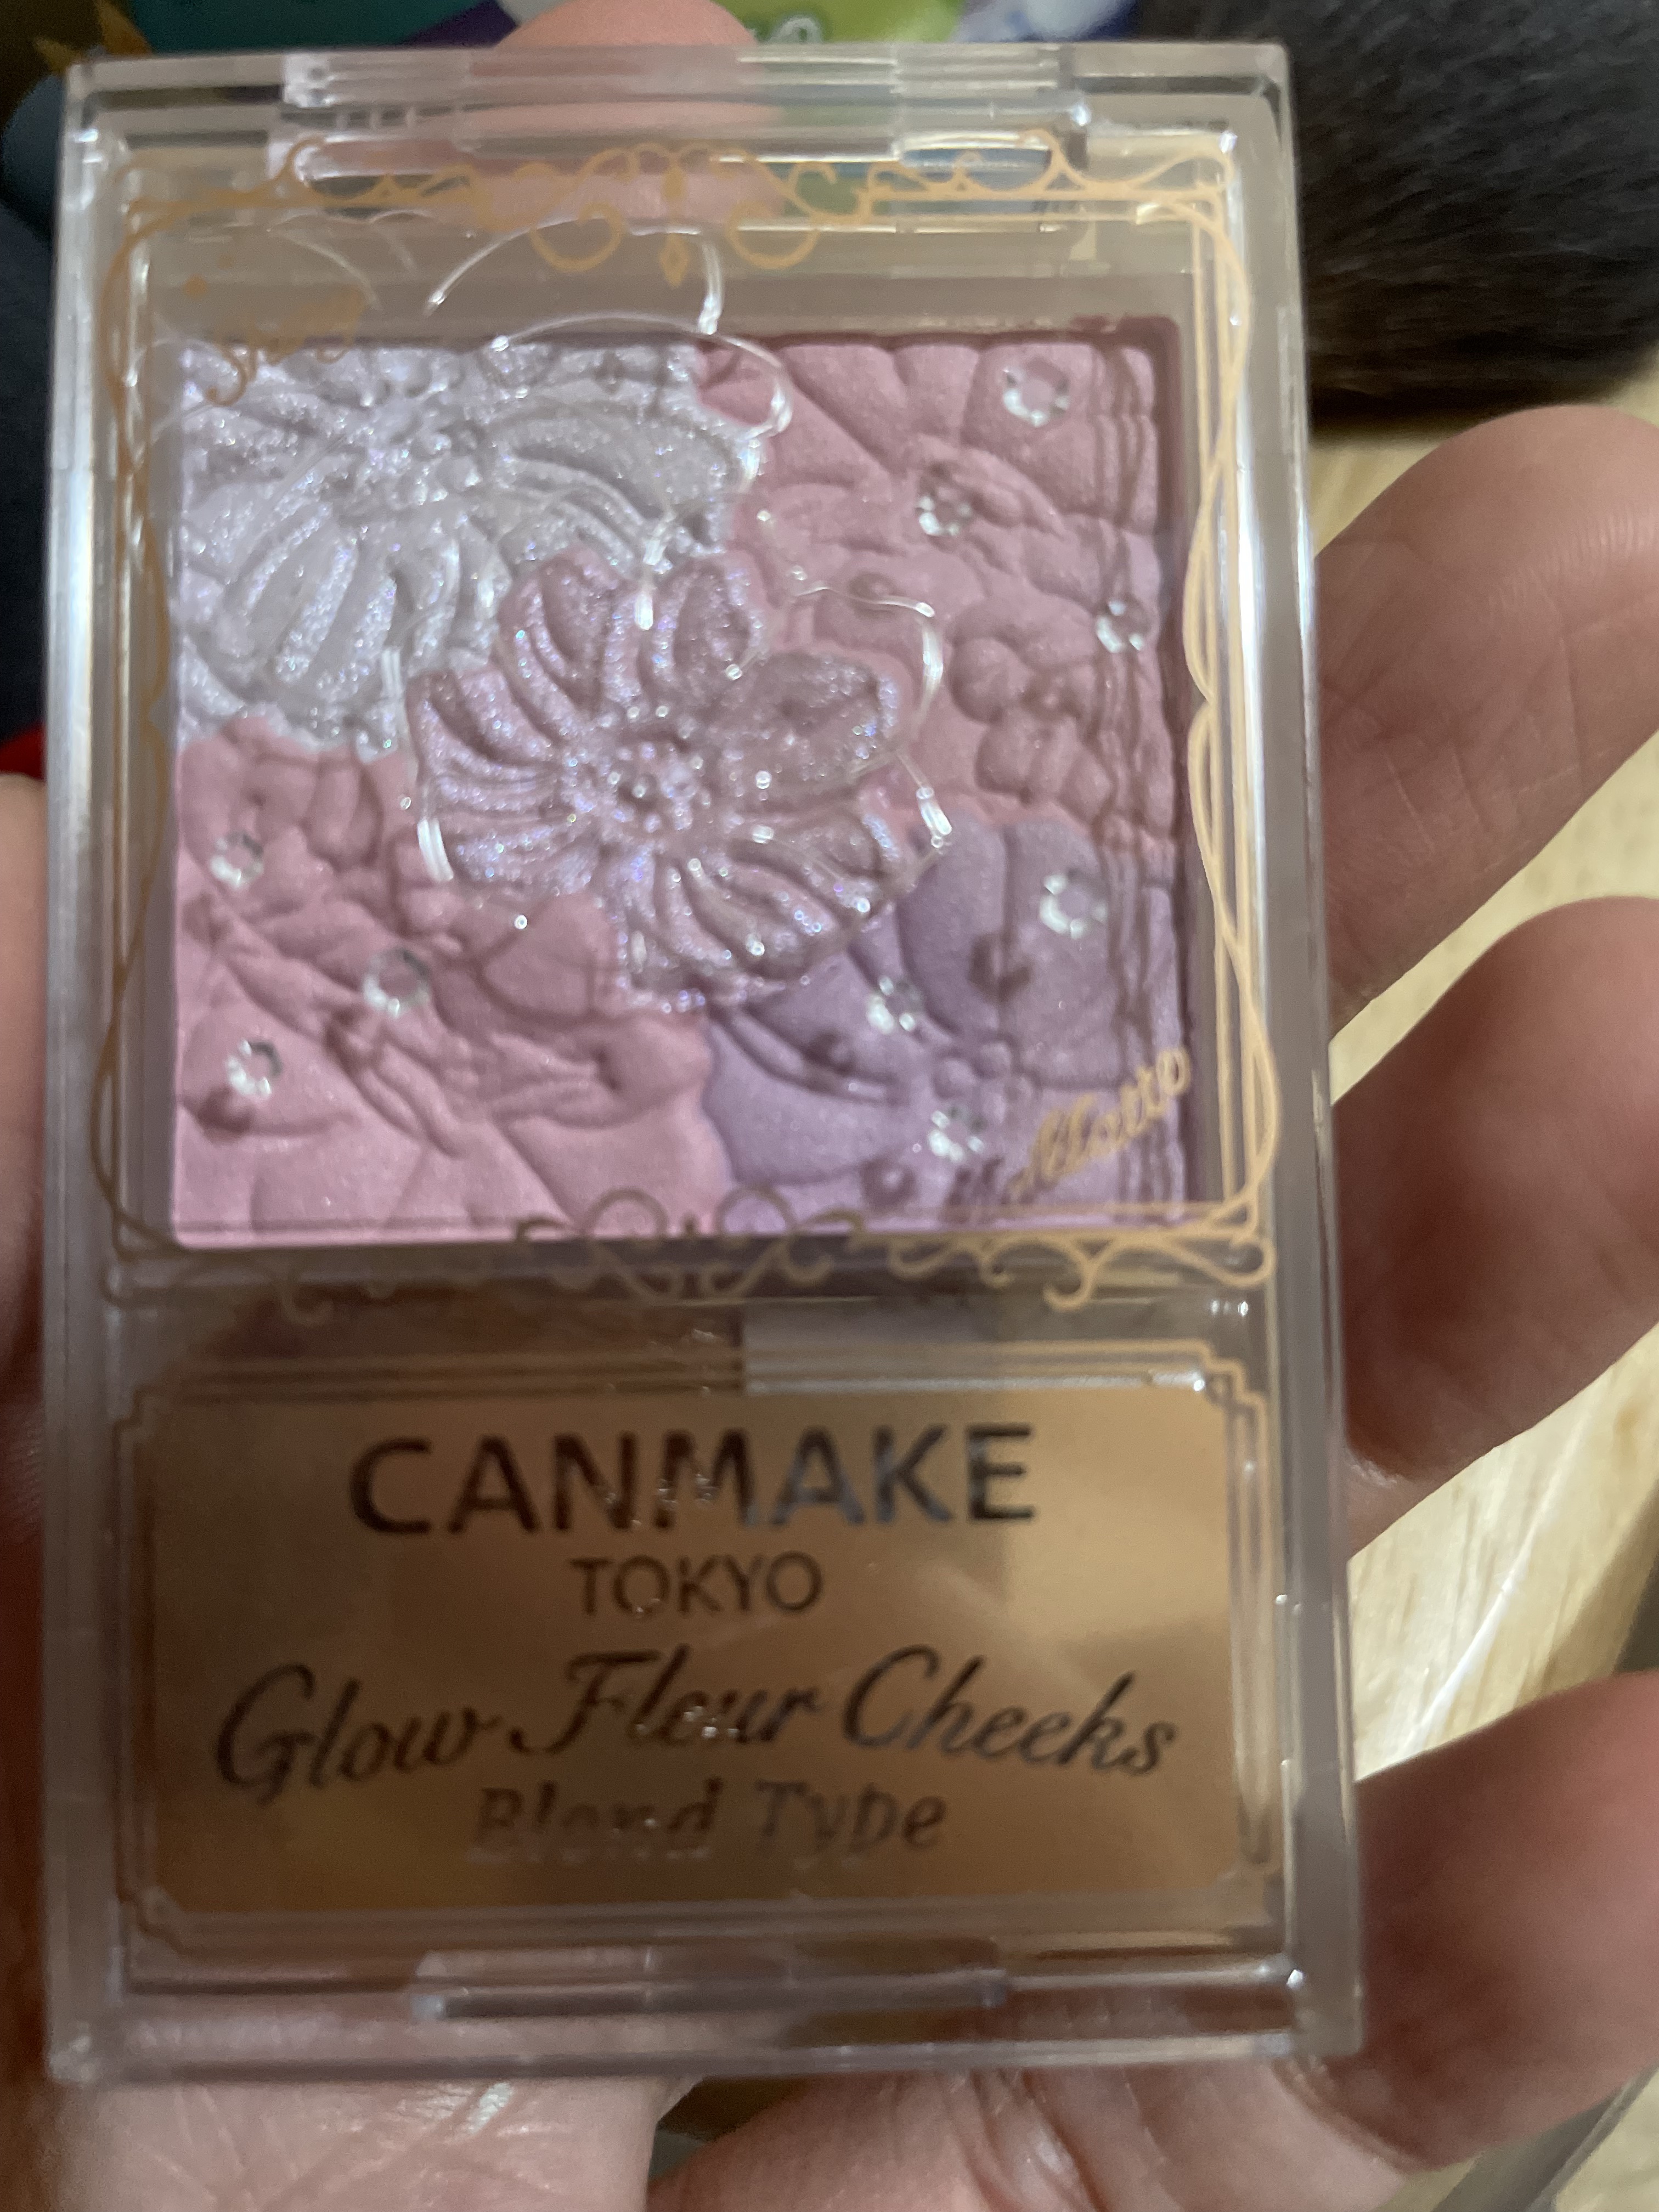 CANMAKE
TOKYO
Glow Fleur Cheeks
Blend Type